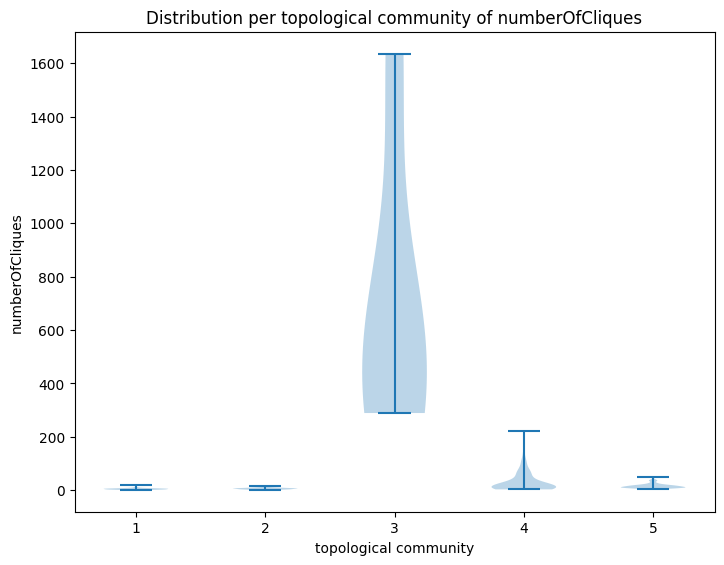 Distribution per topological community of numberOfCliques
numberOfCliques
1600
1400
1200
1000
800
600
400
200
0
1 2 3 4 5
topological community